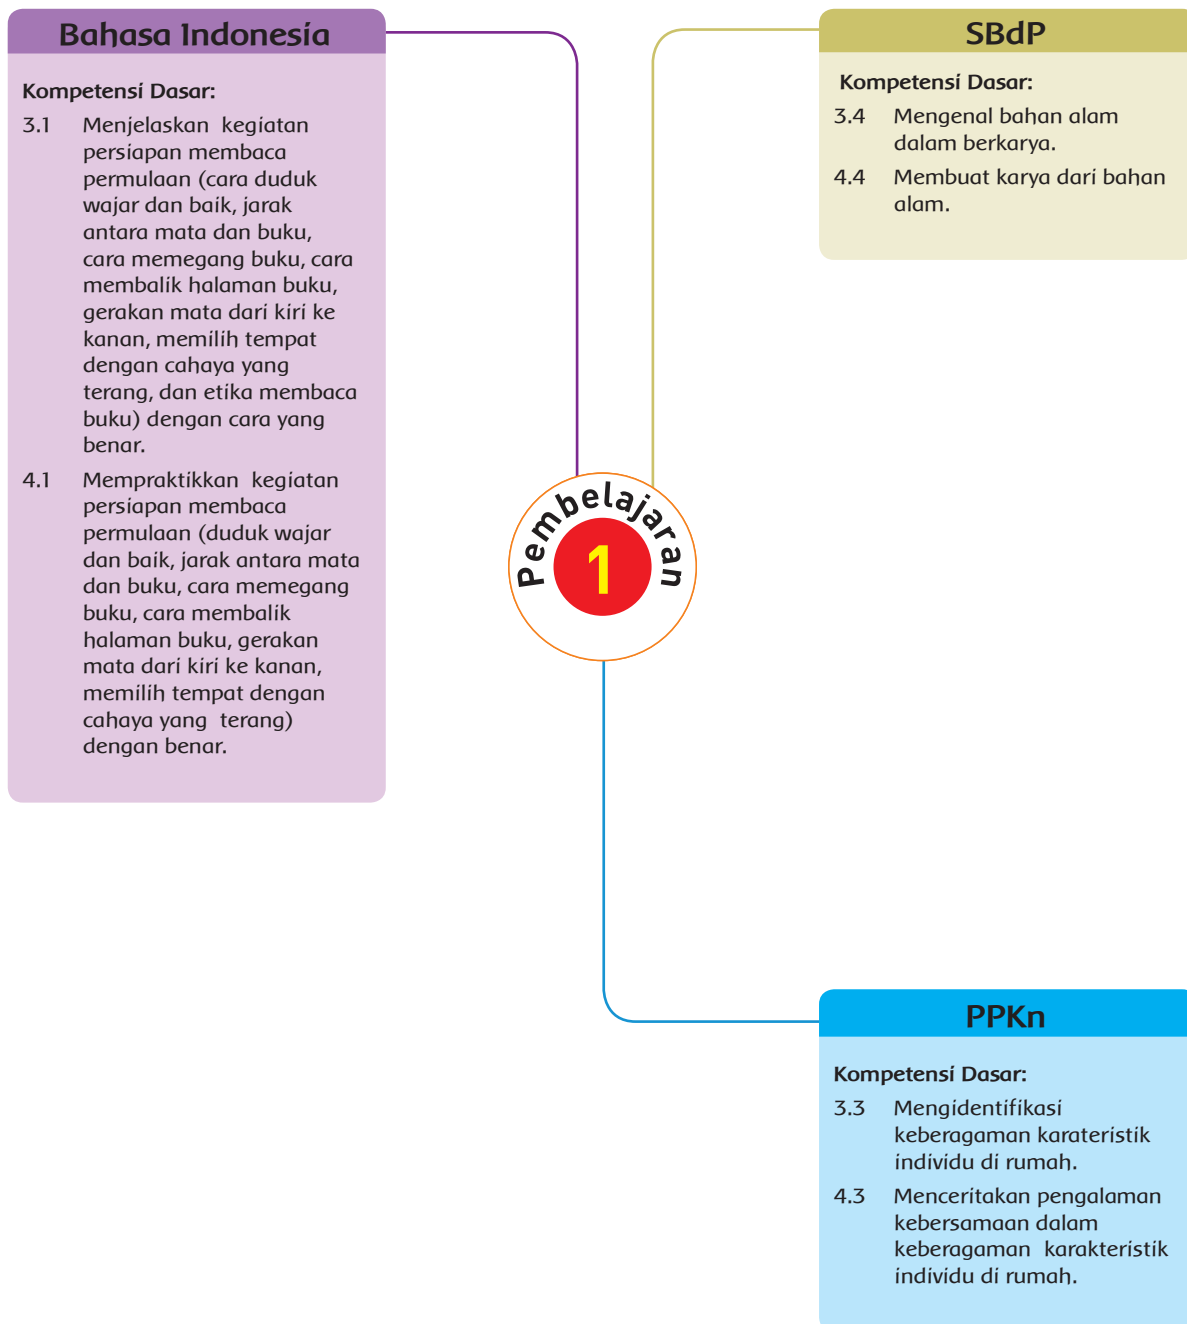 Bahasa Indonesia
Kompetensi Dasar:
3.1 Menjelaskan kegiatan
persiapan membaca
permulaan (cara duduk
wajar dan baik, jarak
antara mata dan buku,
cara memegang buku, cara
membalik halaman buku,
gerakan mata dari kiri ke
kanan, memilih tempat
dengan cahaya yang
terang, dan etika membaca
buku) dengan cara yang
benar.
4.1 Mempraktikkan kegiatan
persiapan membaca
permulaan (duduk wajar
dan baik, jarak antara mata
dan buku, cara memegang
buku, cara membalik
halaman buku, gerakan
mata dari kiri ke kanan,
memilih tempat dengan
cahaya yang terang)
dengan benar.
SBdP
Kompetensi Dasar:
3.4 Mengenal bahan alam
dalam berkarya.
4.4 Membuat karya dari bahan
alam.
Pembelajaran
1
PPKn
Kompetensi Dasar:
3.3 Mengidentifikasi
keberagaman karateristik
individu di rumah.
4.3 Menceritakan pengalaman
kebersamaan dalam
keberagaman karakteristik
individu di rumah.